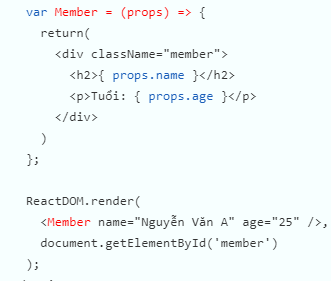 var Member = (props) => {
  return(
    <div className="member">
      <h2>{ props.name }</h2>
      <p>Tuổi: { props.age }</p>
    </div>
  )
};

ReactDOM.render(
  <Member name="Nguyễn Văn A" age="25" />,
  document.getElementById('member')
);